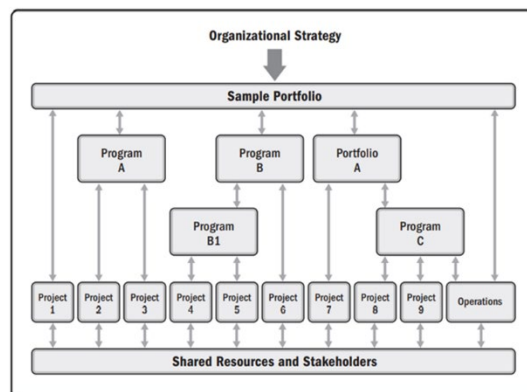 Organizational Strategy
Sample Portfolio
Program
A
Program
B
Portfolio
A
Program
B1
Program
C
Project
1
Project
2
Project
3
Project
4
Project
5
Project
6
Project
7
Project
8
Project
9
Operations
Shared Resources and Stakeholders